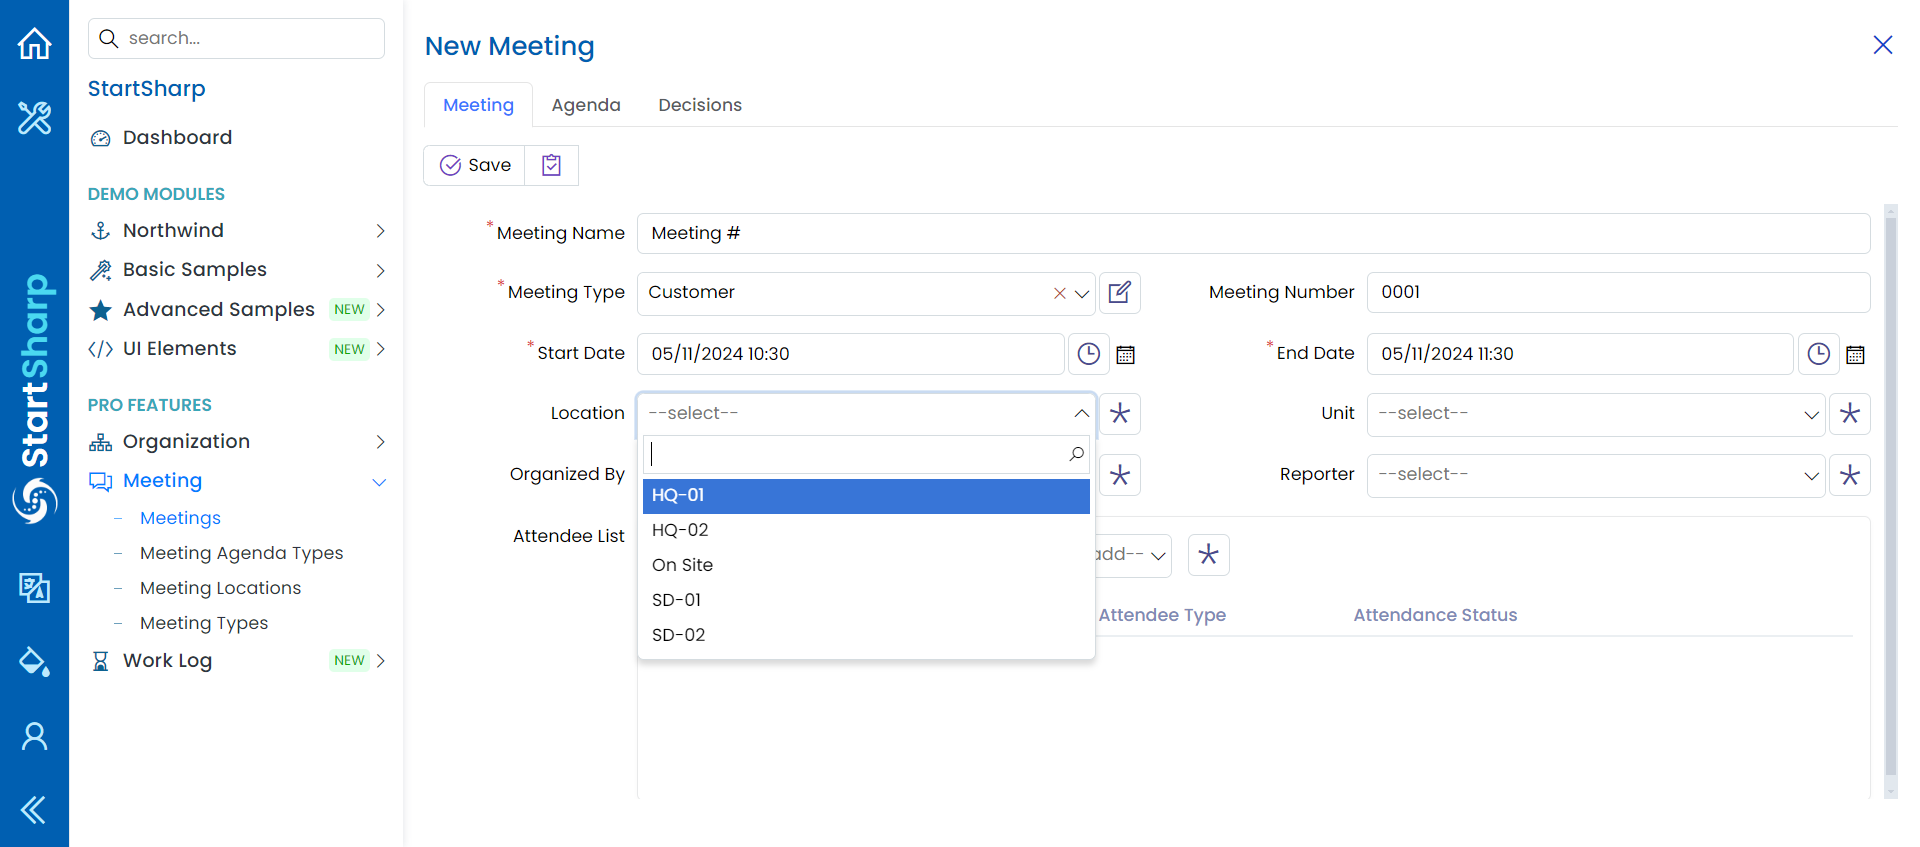 search...
StartSharp
Dashboard
DEMO MODULES
Northwind
Basic Samples
Advanced Samples NEW
UI Elements NEW
PRO FEATURES
Organization
Meeting
Meetings
Meeting Agenda Types
Meeting Locations
Meeting Types
Work Log NEW
StartSharp
New Meeting
Meeting Agenda Decisions
Save
* Meeting Name Meeting #
* Meeting Type Customer Meeting Number 0001
* Start Date 05/11/2024 10:30 * End Date 05/11/2024 11:30
Location --select-- Unit --select--
Organized By Reporter --select--
HQ-01
HQ-02
On Site
SD-01
SD-02
Attendee List add--
Attendee Type Attendance Status